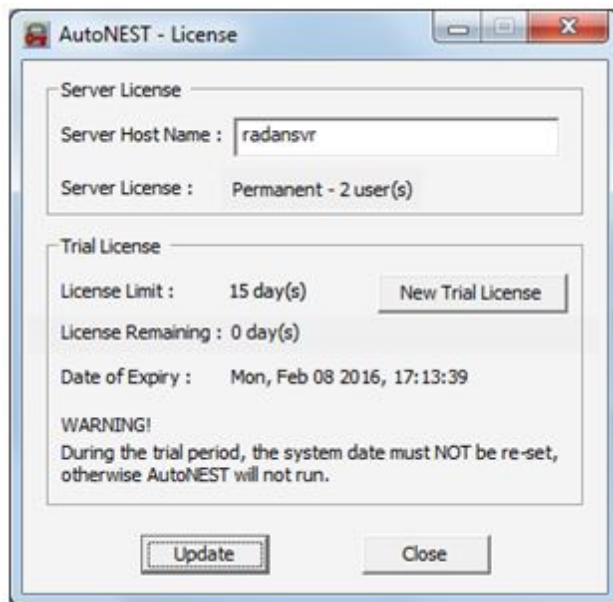 AutoNEST - License
Server License
Server Host Name : radansvr
Server License : Permanent - 2 user(s)
Trial License
License Limit : 15 day(s) New Trial License
License Remaining : 0 day(s)
Date of Expiry : Mon, Feb 08 2016, 17:13:39
WARNING!
During the trial period, the system date must NOT be re-set,
otherwise AutoNEST will not run.
Update Close